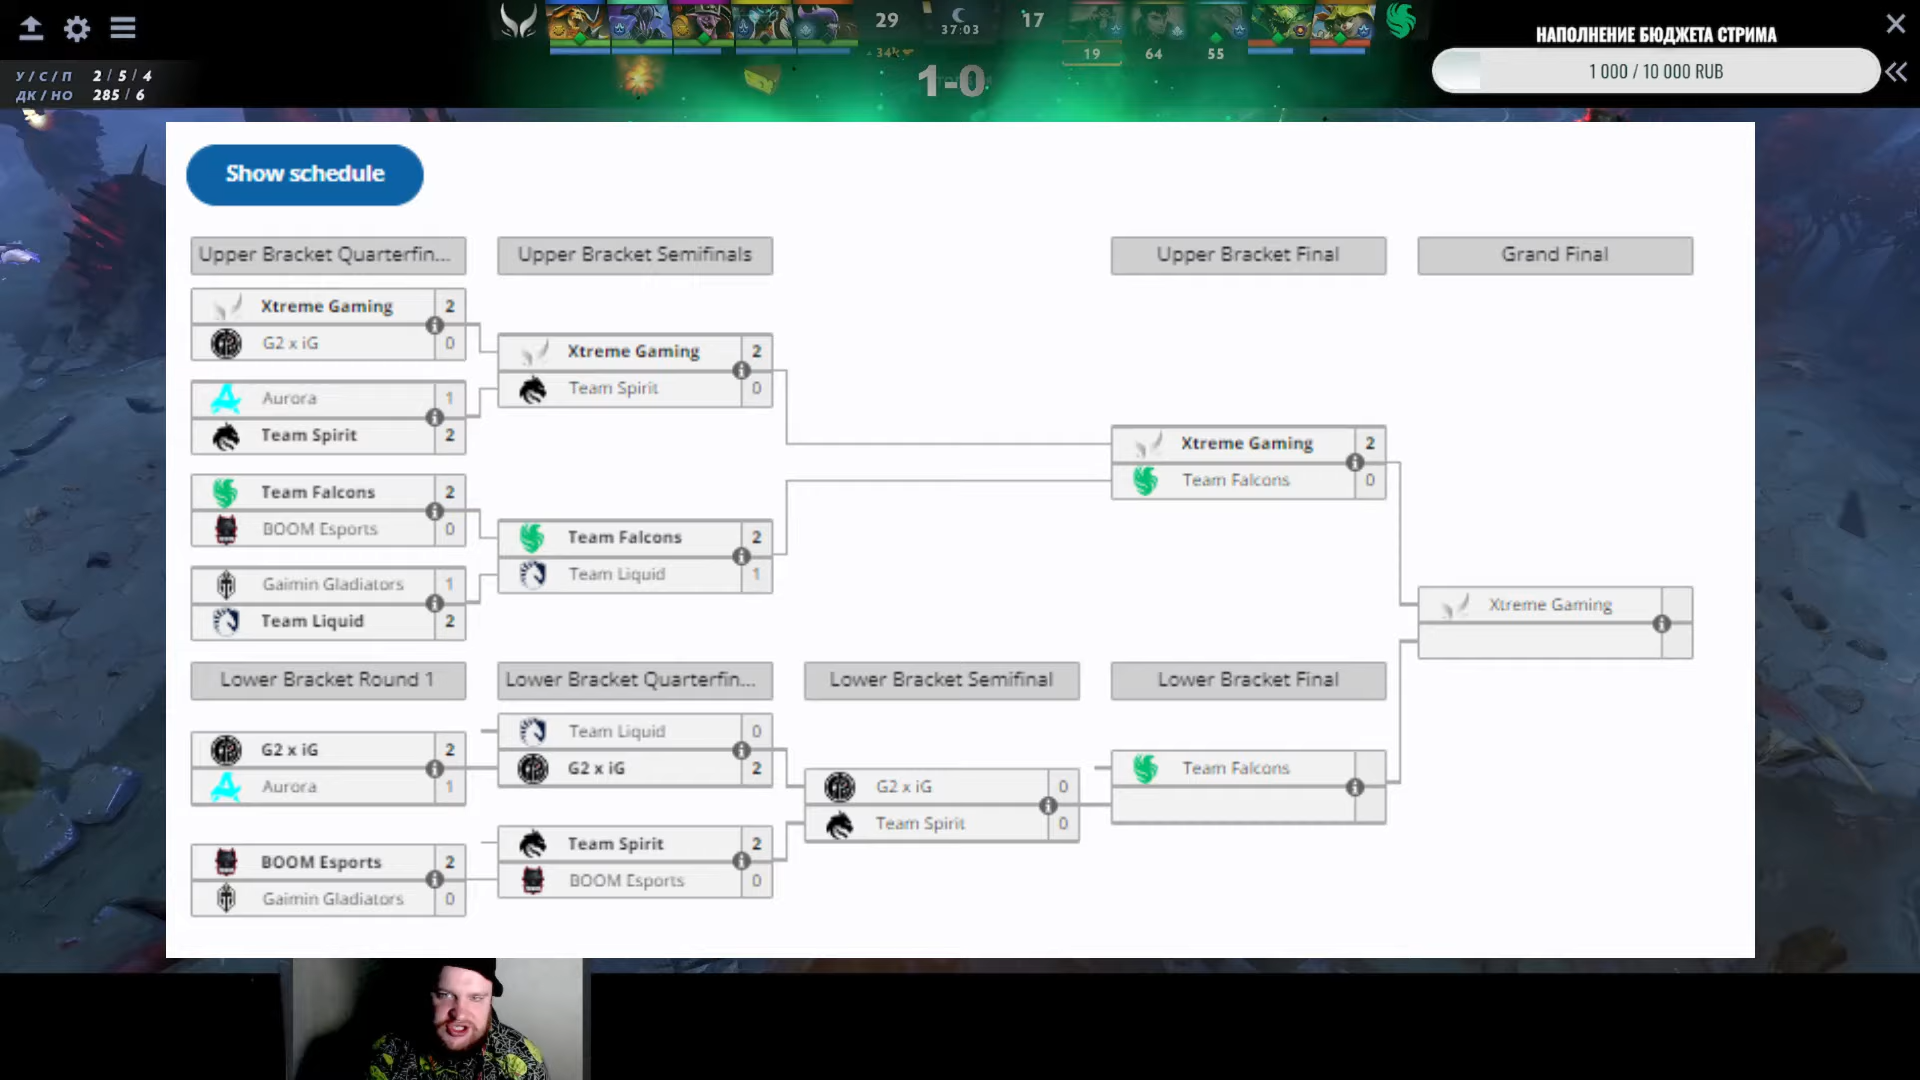 29
37:03
17
34k
19
64
55
1-0
У/С/П 2/5/4
ДК/НО 285/6
НАПОЛНЕНИЕ БЮДЖЕТА СТРИМА
1 000 / 10 000 RUB
Show schedule
Upper Bracket Quarterfin...
Upper Bracket Semifinals
Upper Bracket Final
Grand Final
Xtreme Gaming 2
G2 x iG 0
Aurora 1
Team Spirit 2
Team Falcons 2
BOOM Esports 0
Gaimin Gladiators 1
Team Liquid 2
Xtreme Gaming 2
Team Spirit 0
Team Falcons 2
Team Liquid 1
Xtreme Gaming 2
Team Falcons 0
Xtreme Gaming
Lower Bracket Round 1
Lower Bracket Quarterfin...
Lower Bracket Semifinal
Lower Bracket Final
G2 x iG 2
Aurora 1
BOOM Esports 2
Gaimin Gladiators 0
Team Liquid 0
G2 x iG 2
Team Spirit 2
BOOM Esports 0
G2 x iG 0
Team Spirit 0
Team Falcons